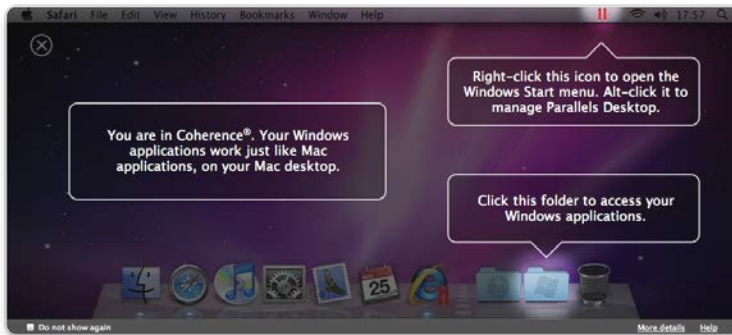 Safari File Edit View History Bookmarks Window Help 17:57
Right-click this icon to open the
Windows Start menu. Alt-click it to
manage Parallels Desktop.
You are in Coherence®. Your Windows
applications work just like Mac
applications, on your Mac desktop.
Click this folder to access your
Windows applications.
25
Do not show again More details Help